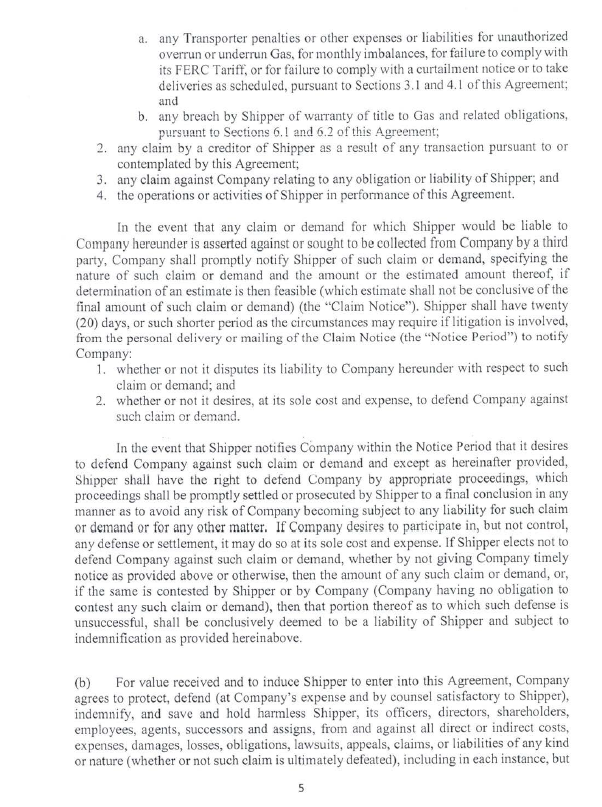 a. any Transporter penalties or other expenses or liabilities for unauthorized
overrun or underrun Gas, for monthly imbalances, for failure to comply with
its FERC Tariff, or for failure to comply with a curtailment notice or to take
deliveries as scheduled, pursuant to Sections 3.1 and 4.1 of this Agreement;
and
b. any breach by Shipper of warranty of title to Gas and related obligations,
pursuant to Sections 6.1 and 6.2 of this Agreement;
2. any claim by a creditor of Shipper as a result of any transaction pursuant to or
contemplated by this Agreement;
3. any claim against Company relating to any obligation or liability of Shipper; and
4. the operations or activities of Shipper in performance of this Agreement.
In the event that any claim or demand for which Shipper would be liable to
Company hereunder is asserted against or sought to be collected from Company by a third
party, Company shall promptly notify Shipper of such claim or demand, specifying the
nature of such claim or demand and the amount or the estimated amount thereof, if
determination of an estimate is then feasible (which estimate shall not be conclusive of the
final amount of such claim or demand) (the “Claim Notice”). Shipper shall have twenty
(20) days, or such shorter period as the circumstances may require if litigation is involved,
from the personal delivery or mailing of the Claim Notice (the “Notice Period”) to notify
Company:
1. whether or not it disputes its liability to Company hereunder with respect to such
claim or demand; and
2. whether or not it desires, at its sole cost and expense, to defend Company against
such claim or demand.
In the event that Shipper notifies Company within the Notice Period that it desires
to defend Company against such claim or demand and except as hereinafter provided,
Shipper shall have the right to defend Company by appropriate proceedings, which
proceedings shall be promptly settled or prosecuted by Shipper to a final conclusion in any
manner as to avoid any risk of Company becoming subject to any liability for such claim
or demand or for any other matter. If Company desires to participate in, but not control,
any defense or settlement, it may do so at its sole cost and expense. If Shipper elects not to
defend Company against such claim or demand, whether by not giving Company timely
notice as provided above or otherwise, then the amount of any such claim or demand, or,
if the same is contested by Shipper or by Company (Company having no obligation to
contest any such claim or demand), then that portion thereof as to which such defense is
unsuccessful, shall be conclusively deemed to be a liability of Shipper and subject to
indemnification as provided hereinabove.
(b) For value received and to induce Shipper to enter into this Agreement, Company
agrees to protect, defend (at Company’s expense and by counsel satisfactory to Shipper),
indemnify, and save and hold harmless Shipper, its officers, directors, shareholders,
employees, agents, successors and assigns, from and against all direct or indirect costs,
expenses, damages, losses, obligations, lawsuits, appeals, claims, or liabilities of any kind
or nature (whether or not such claim is ultimately defeated), including in each instance, but
5